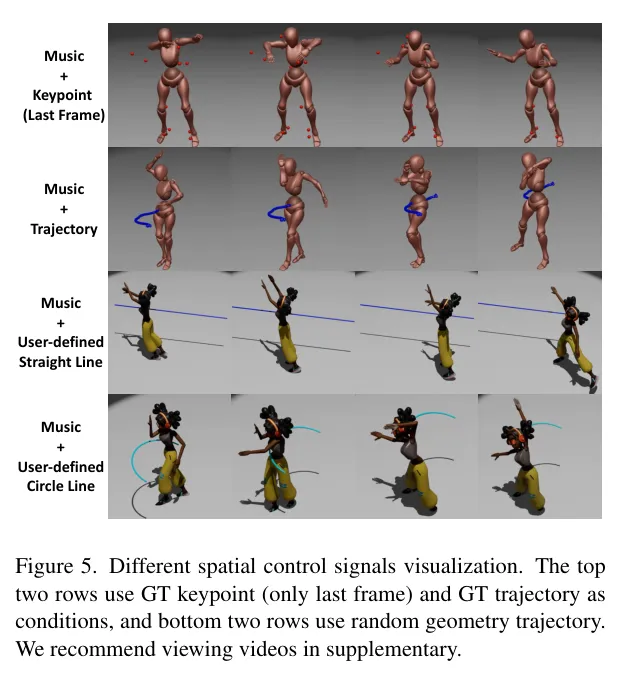 Music
+
Keypoint
(Last Frame)
Music
+
Trajectory
Music
+
User-defined
Straight Line
Music
+
User-defined
Circle Line
Figure 5. Different spatial control signals visualization. The top
two rows use GT keypoint (only last frame) and GT trajectory as
conditions, and bottom two rows use random geometry trajectory.
We recommend viewing videos in supplementary.